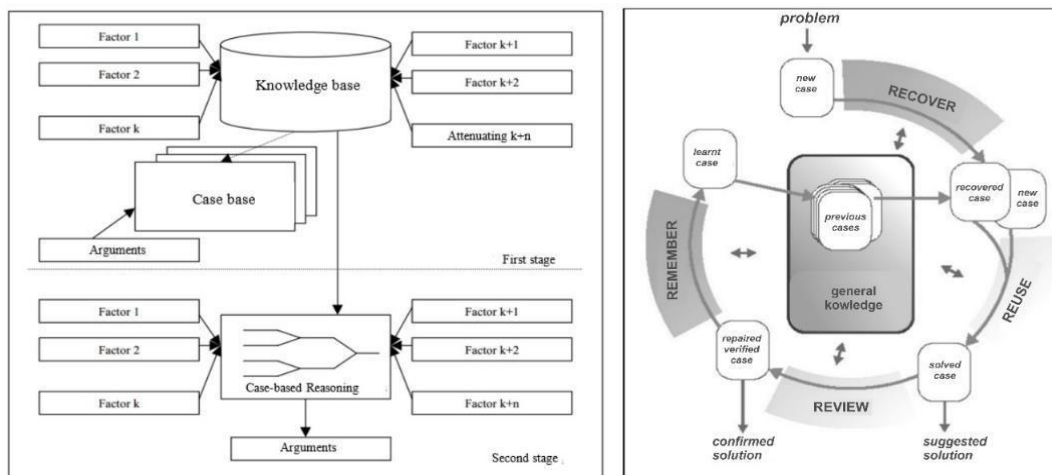 Factor 1
Factor 2
Factor k
Knowledge base
Factor k+1
Factor k+2
Attenuating k+n
Case base
Arguments
First stage
Factor 1
Factor 2
Factor k
Case-based Reasoning
Factor k+1
Factor k+2
Factor k+n
Arguments
Second stage
problem
new
case
RECOVER
learnt
case
previous
cases
recovered
case
new
case
general
kowledge
REMEMBER
REUSE
repaired
verified
case
solved
case
REVIEW
confirmed
solution
suggested
solution